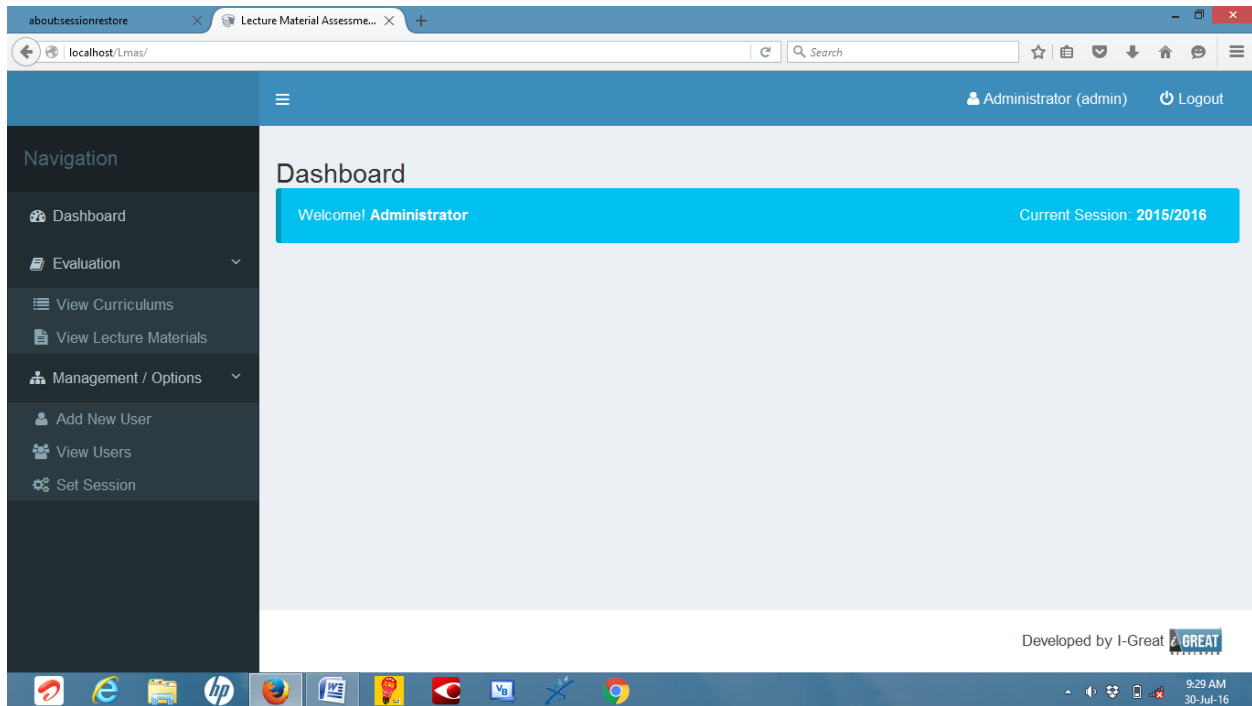 about:sessionrestore
Lecture Material Assessme...
localhost/Lmas/
Search
Administrator (admin)
Logout
Navigation
Dashboard
Evaluation
View Curriculums
View Lecture Materials
Management / Options
Add New User
View Users
Set Session
Dashboard
Welcome! Administrator
Current Session: 2015/2016
Developed by I-Great
i GREAT
hp
W
VB
9:29 AM
30-Jul-16